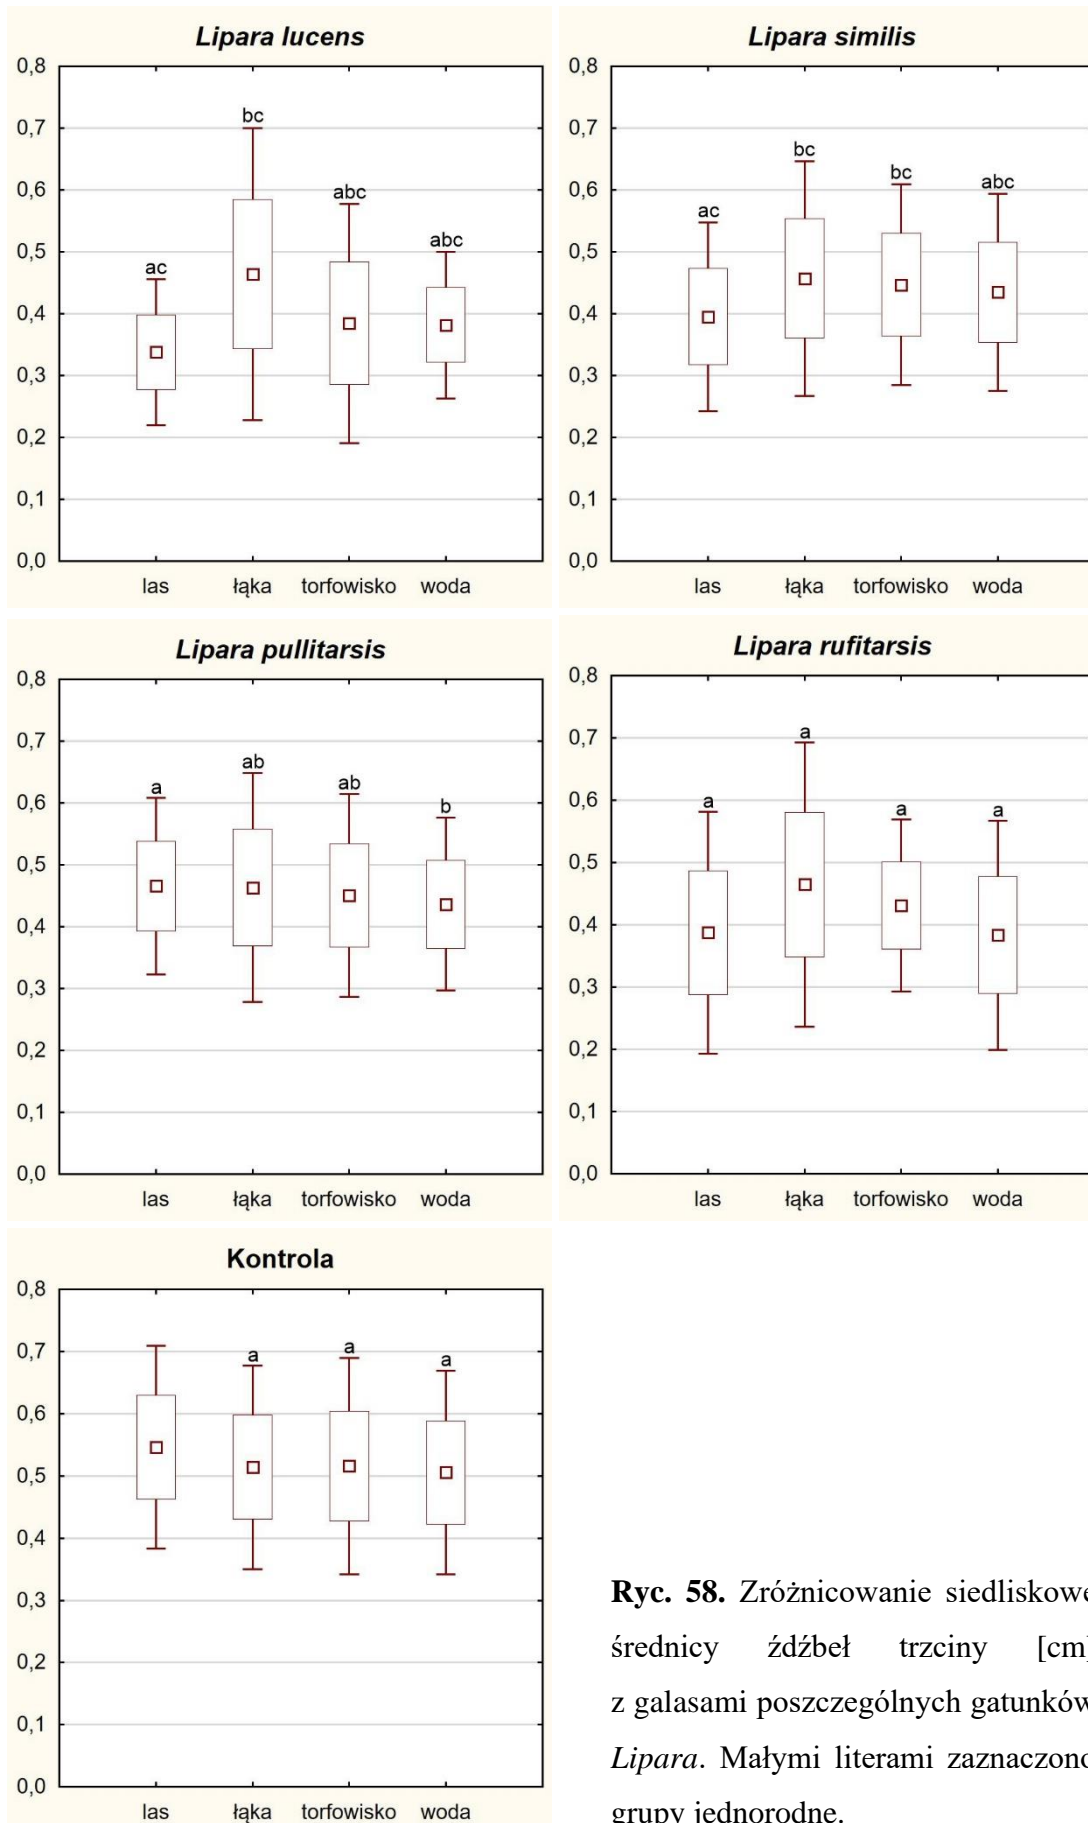 Lipara lucens
0,8
0,7
0,6
0,5
0,4
0,3
0,2
0,1
0,0
ac
bc
abc
abc
las łąka torfowisko woda
Lipara similis
0,8
0,7
0,6
0,5
0,4
0,3
0,2
0,1
0,0
ac
bc
bc
abc
las łąka torfowisko woda
Lipara pullitarsis
0,8
0,7
0,6
0,5
0,4
0,3
0,2
0,1
0,0
a
ab
ab
b
las łąka torfowisko woda
Lipara rufitarsis
0,8
0,7
0,6
0,5
0,4
0,3
0,2
0,1
0,0
a
a
a
a
las łąka torfowisko woda
Kontrola
0,8
0,7
0,6
0,5
0,4
0,3
0,2
0,1
0,0
a
a
a
las łąka torfowisko woda
Ryc. 58. Zróżnicowanie siedliskowe
średnicy źdźbeł trzciny [cm]
z galasami poszczególnych gatunków
Lipara. Małymi literami zaznaczono
grupy jednorodne.